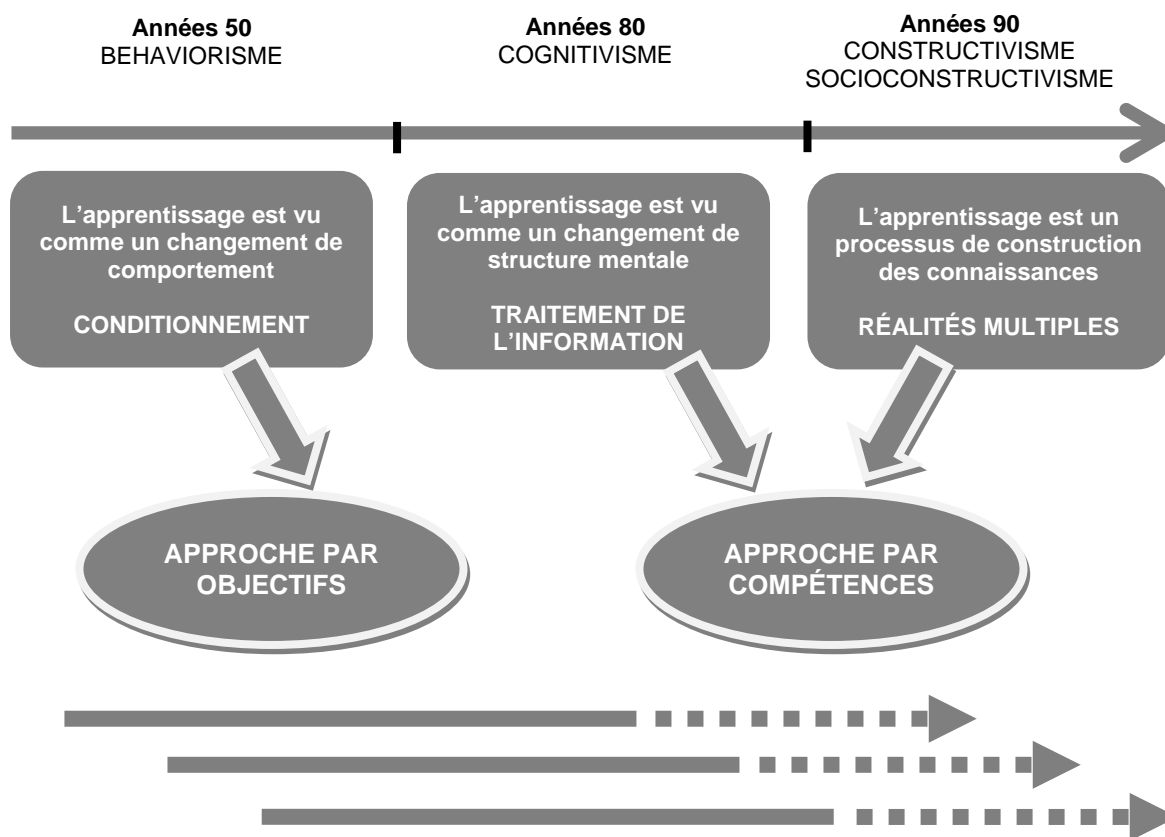 Années 50
BEHAVIORISME
Années 80
COGNITIVISME
Années 90
CONSTRUCTIVISME
SOCIOCONSTRUCTIVISME
L'apprentissage est vu
comme un changement de
comportement
CONDITIONNEMENT
L'apprentissage est vu
comme un changement de
structure mentale
TRAITEMENT DE
L'INFORMATION
L'apprentissage est un
processus de construction
des connaissances
RÉALITÉS MULTIPLES
APPROCHE PAR
OBJECTIFS
APPROCHE PAR
COMPÉTENCES